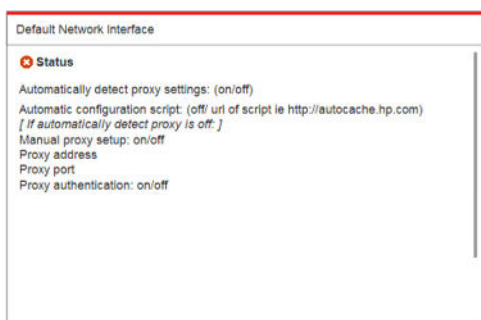 Default Network Interface
Status
Automatically detect proxy settings: (on/off)
Automatic configuration script: (off/ url of script ie http://autocache.hp.com)
[ If automatically detect proxy is off: ]
Manual proxy setup: on/off
Proxy address
Proxy port
Proxy authentication: on/off